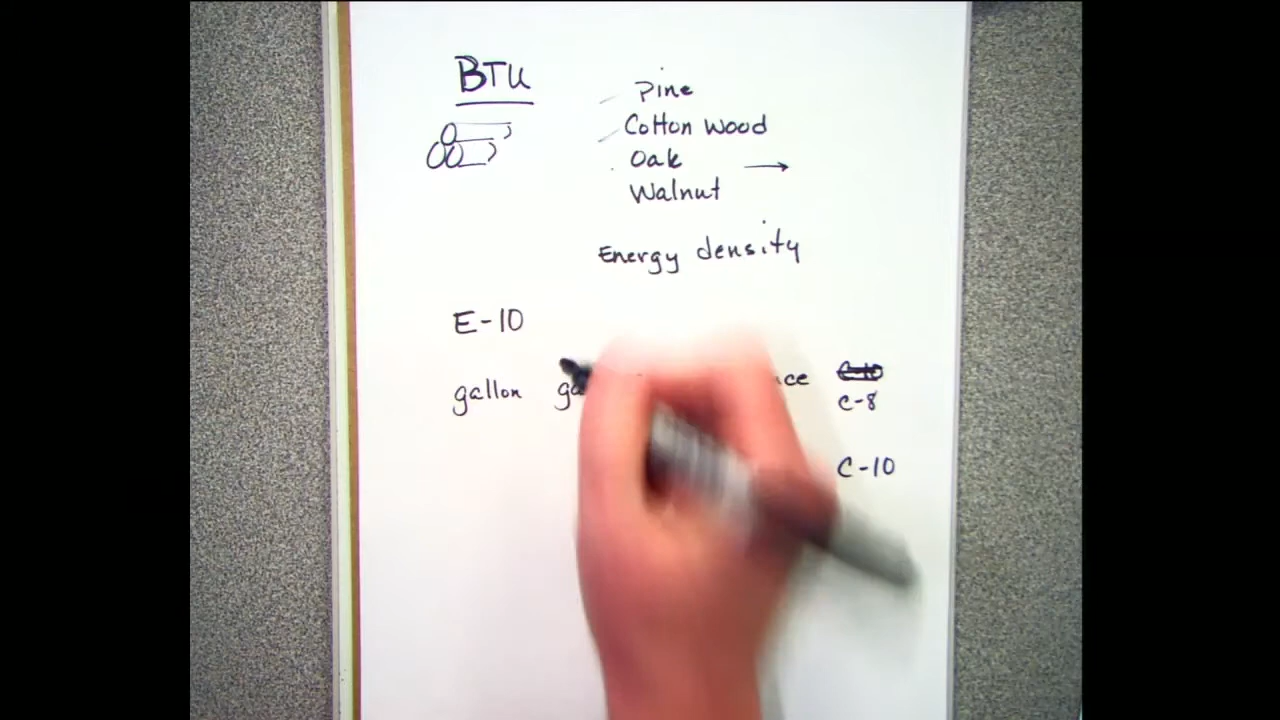 BTU
Pine
Cotton Wood
Oak
Walnut
Energy density
E-10
gallon
C-8
C-10